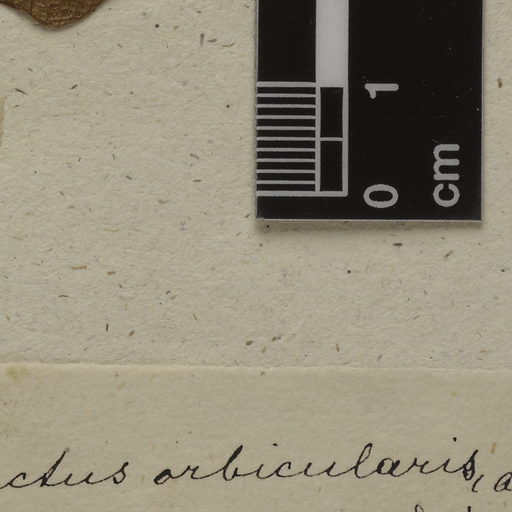 1
0
cm
ctus orbicularis, a